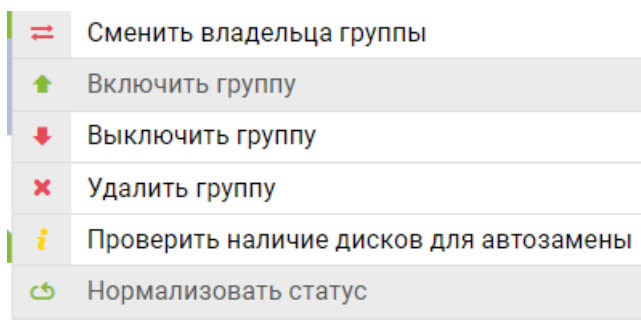 Сменить владельца группы
Включить группу
Выключить группу
Удалить группу
Проверить наличие дисков для автозамены
Нормализовать статус